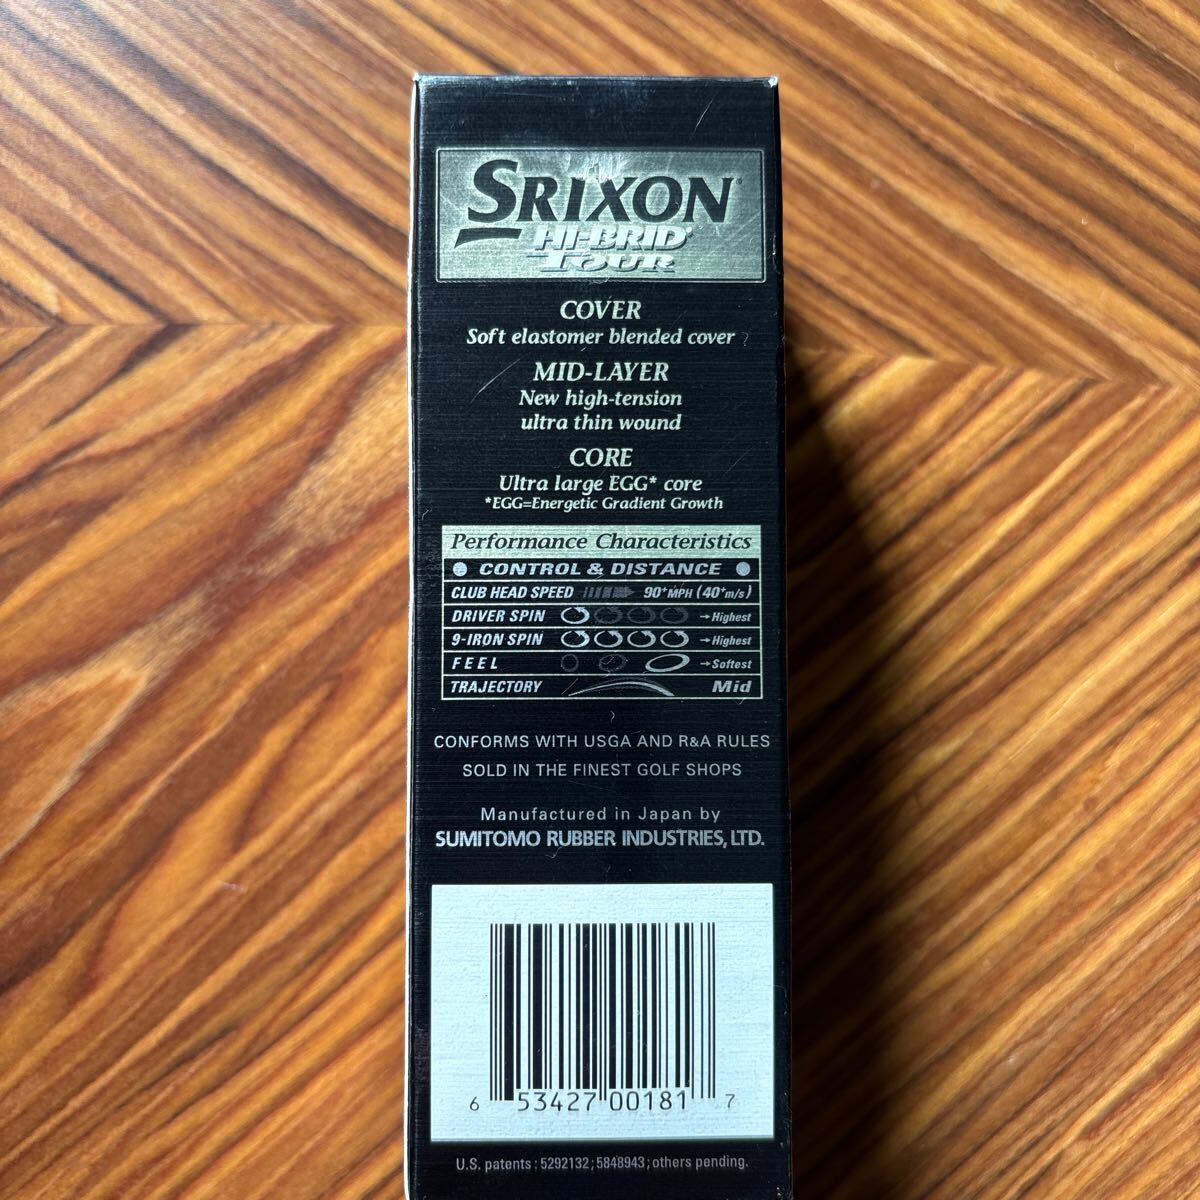 SRIXON
HI-BRID
TOUR
COVER
Soft elastomer blended cover
MID-LAYER
New high-tension
ultra thin wound
CORE
Ultra large EGG* core
*EGG=Energetic Gradient Growth
Performance Characteristics
CONTROL & DISTANCE
CLUB HEAD SPEED 90+MPH (40+m/s)
DRIVER SPIN →Highest
9-IRON SPIN →Highest
FEEL →Softest
TRAJECTORY Mid
CONFORMS WITH USGA AND R&A RULES
SOLD IN THE FINEST GOLF SHOPS
Manufactured in Japan by
SUMITOMO RUBBER INDUSTRIES, LTD.
6 53427 00181 7
U.S. patents : 5292132; 5848943; others pending.